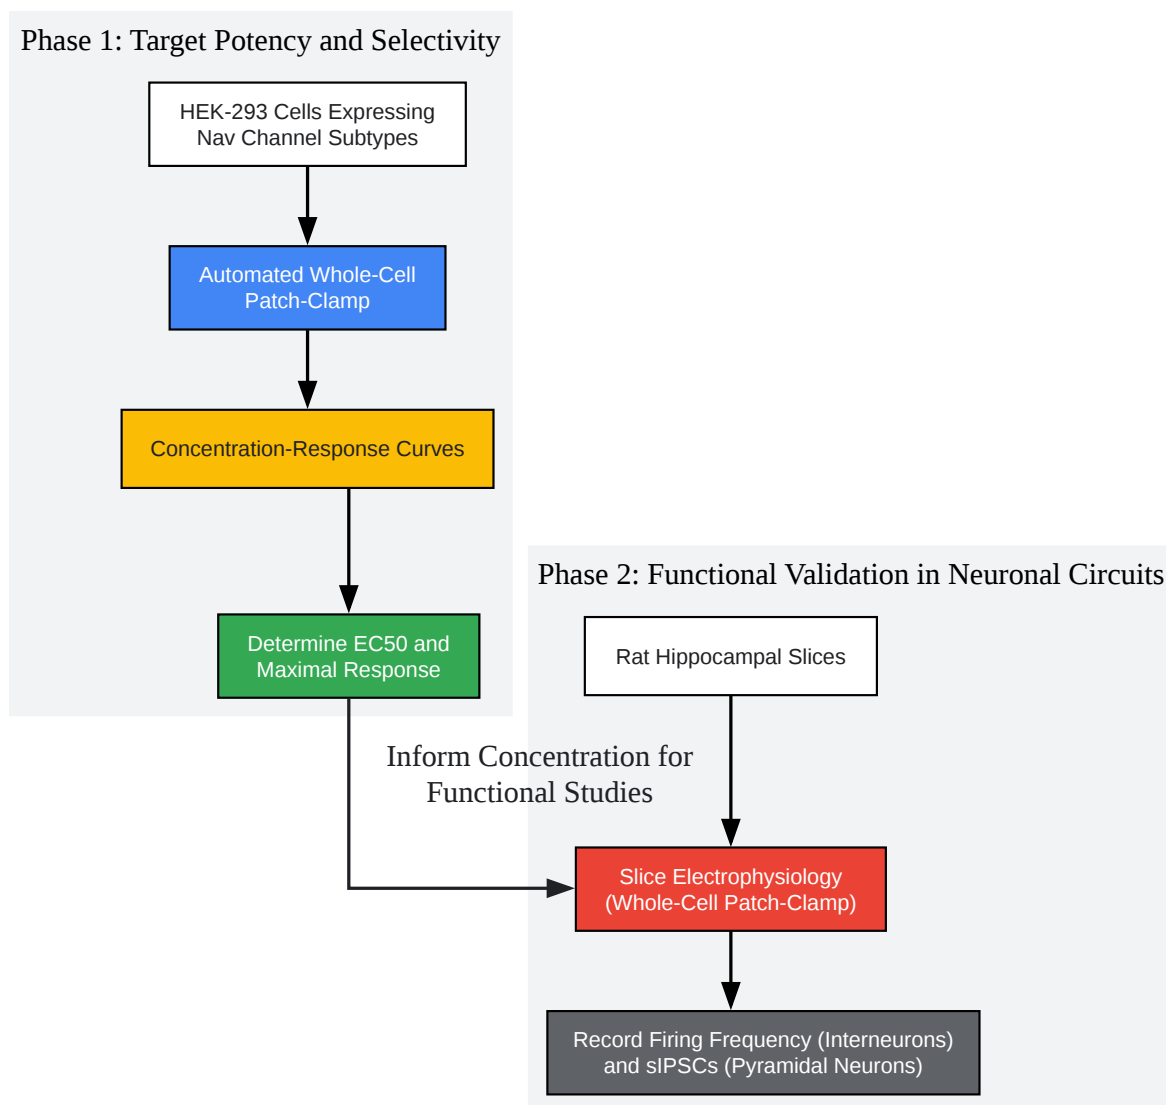 Phase 1: Target Potency and Selectivity
HEK-293 Cells Expressing
Nav Channel Subtypes
Automated Whole-Cell
Patch-Clamp
Concentration-Response Curves
Determine EC50 and
Maximal Response
Inform Concentration for
Functional Studies
Phase 2: Functional Validation in Neuronal Circuits
Rat Hippocampal Slices
Slice Electrophysiology
(Whole-Cell Patch-Clamp)
Record Firing Frequency (Interneurons)
and sIPSCs (Pyramidal Neurons)